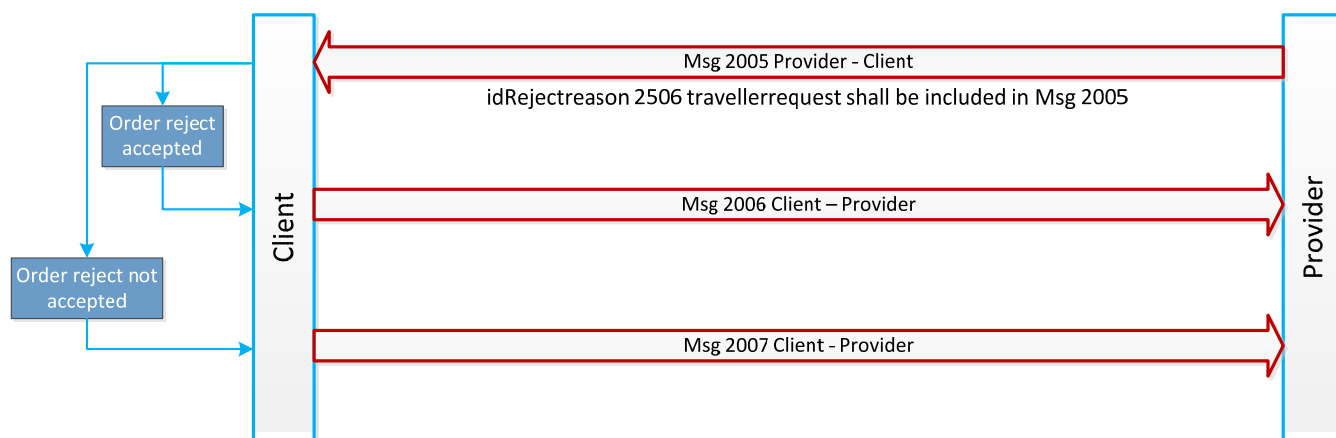 Msg 2005 Provider - Client
idRejectreason 2506 travellerrequest shall be included in Msg 2005
Order reject
accepted
Msg 2006 Client – Provider
Client
Provider
Order reject not
accepted
Msg 2007 Client - Provider